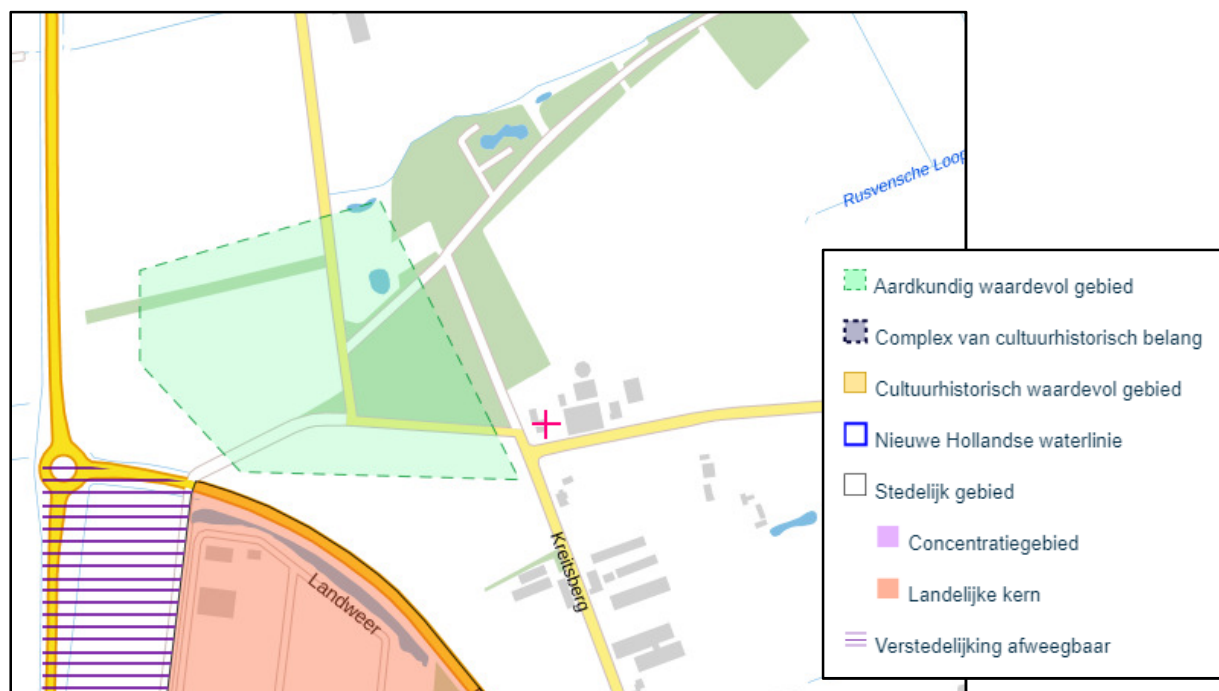 Rusvensche Loop
Kreitsberg
Landweer
Aardkundig waardevol gebied
Complex van cultuurhistorisch belang
Cultuurhistorisch waardevol gebied
Nieuwe Hollandse waterlinie
Stedelijk gebied
Concentratiegebied
Landelijke kern
Verstedelijking afweegbaar